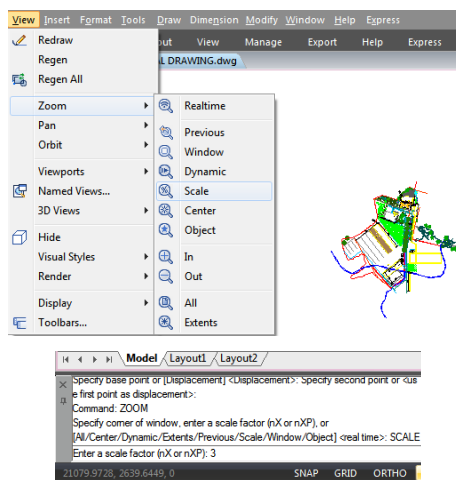 View Insert Format Tools Draw Dimension Modify Window Help Express
Redraw
out View Manage Export Help Express
Regen
AL DRAWING.dwg
Regen All
Zoom
Realtime
Pan
Previous
Orbit
Window
Viewports
Dynamic
Named Views...
Scale
3D Views
Center
Hide
Object
Visual Styles
In
Render
Out
Display
All
Toolbars...
Extents
Model Layout1 Layout2
Specify base point or [Displacement] <Displacement>: Specify second point or <us
e first point as displacement>:
Command: ZOOM
Specify corner of window, enter a scale factor (nX or nXP), or
[All/Center/Dynamic/Extents/Previous/Scale/Window/Object] <real time>: SCALE
Enter a scale factor (nX or nXP): 3
21079.9728, 2639.6449, 0 SNAP GRID ORTHO